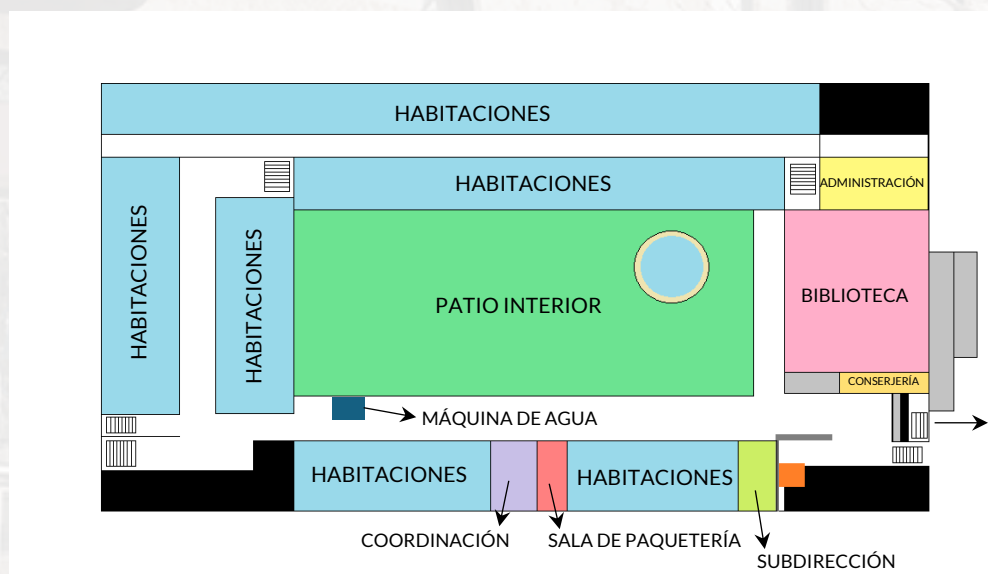 HABITACIONES
HABITACIONES
ADMINISTRACIÓN
HABITACIONES
HABITACIONES
PATIO INTERIOR
BIBLIOTECA
CONSERJERÍA
MÁQUINA DE AGUA
HABITACIONES
HABITACIONES
COORDINACIÓN
SALA DE PAQUETERÍA
SUBDIRECCIÓN